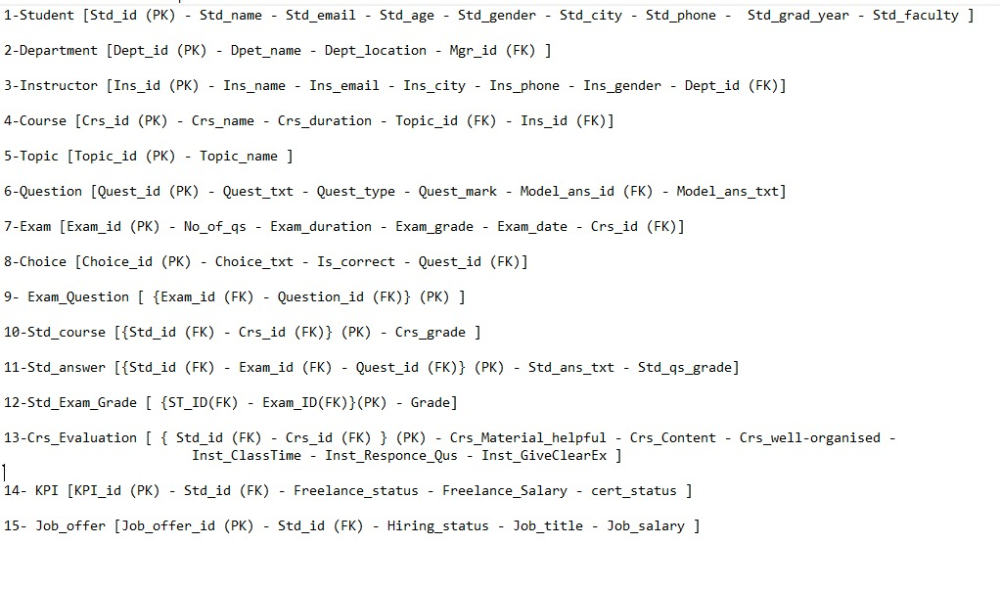 1-Student [Std_id (PK) - Std_name - Std_email - Std_age - Std_gender - Std_city - Std_phone - Std_grad_year - Std_faculty ]
2-Department [Dept_id (PK) - Dpet_name - Dept_location - Mgr_id (FK) ]
3-Instructor [Ins_id (PK) - Ins_name - Ins_email - Ins_city - Ins_phone - Ins_gender - Dept_id (FK)]
4-Course [Crs_id (PK) - Crs_name - Crs_duration - Topic_id (FK) - Ins_id (FK)]
5-Topic [Topic_id (PK) - Topic_name ]
6-Question [Quest_id (PK) - Quest_txt - Quest_type - Quest_mark - Model_ans_id (FK) - Model_ans_txt]
7-Exam [Exam_id (PK) - No_of_qs - Exam_duration - Exam_grade - Exam_date - Crs_id (FK)]
8-Choice [Choice_id (PK) - Choice_txt - Is_correct - Quest_id (FK)]
9- Exam_Question [ {Exam_id (FK) - Question_id (FK)} (PK) ]
10-Std_course [{Std_id (FK) - Crs_id (FK)} (PK) - Crs_grade ]
11-Std_answer [{Std_id (FK) - Exam_id (FK) - Quest_id (FK)} (PK) - Std_ans_txt - Std_qs_grade]
12-Std_Exam_Grade [ {ST_ID(FK) - Exam_ID(FK)}(PK) - Grade]
13-Crs_Evaluation [ { Std_id (FK) - Crs_id (FK) } (PK) - Crs_Material_helpful - Crs_Content - Crs_well-organised -
Inst_ClassTime - Inst_Responce_Qus - Inst_GiveClearEx ]
14- KPI [KPI_id (PK) - Std_id (FK) - Freelance_status - Freelance_Salary - cert_status ]
15- Job_offer [Job_offer_id (PK) - Std_id (FK) - Hiring_status - Job_title - Job_salary ]